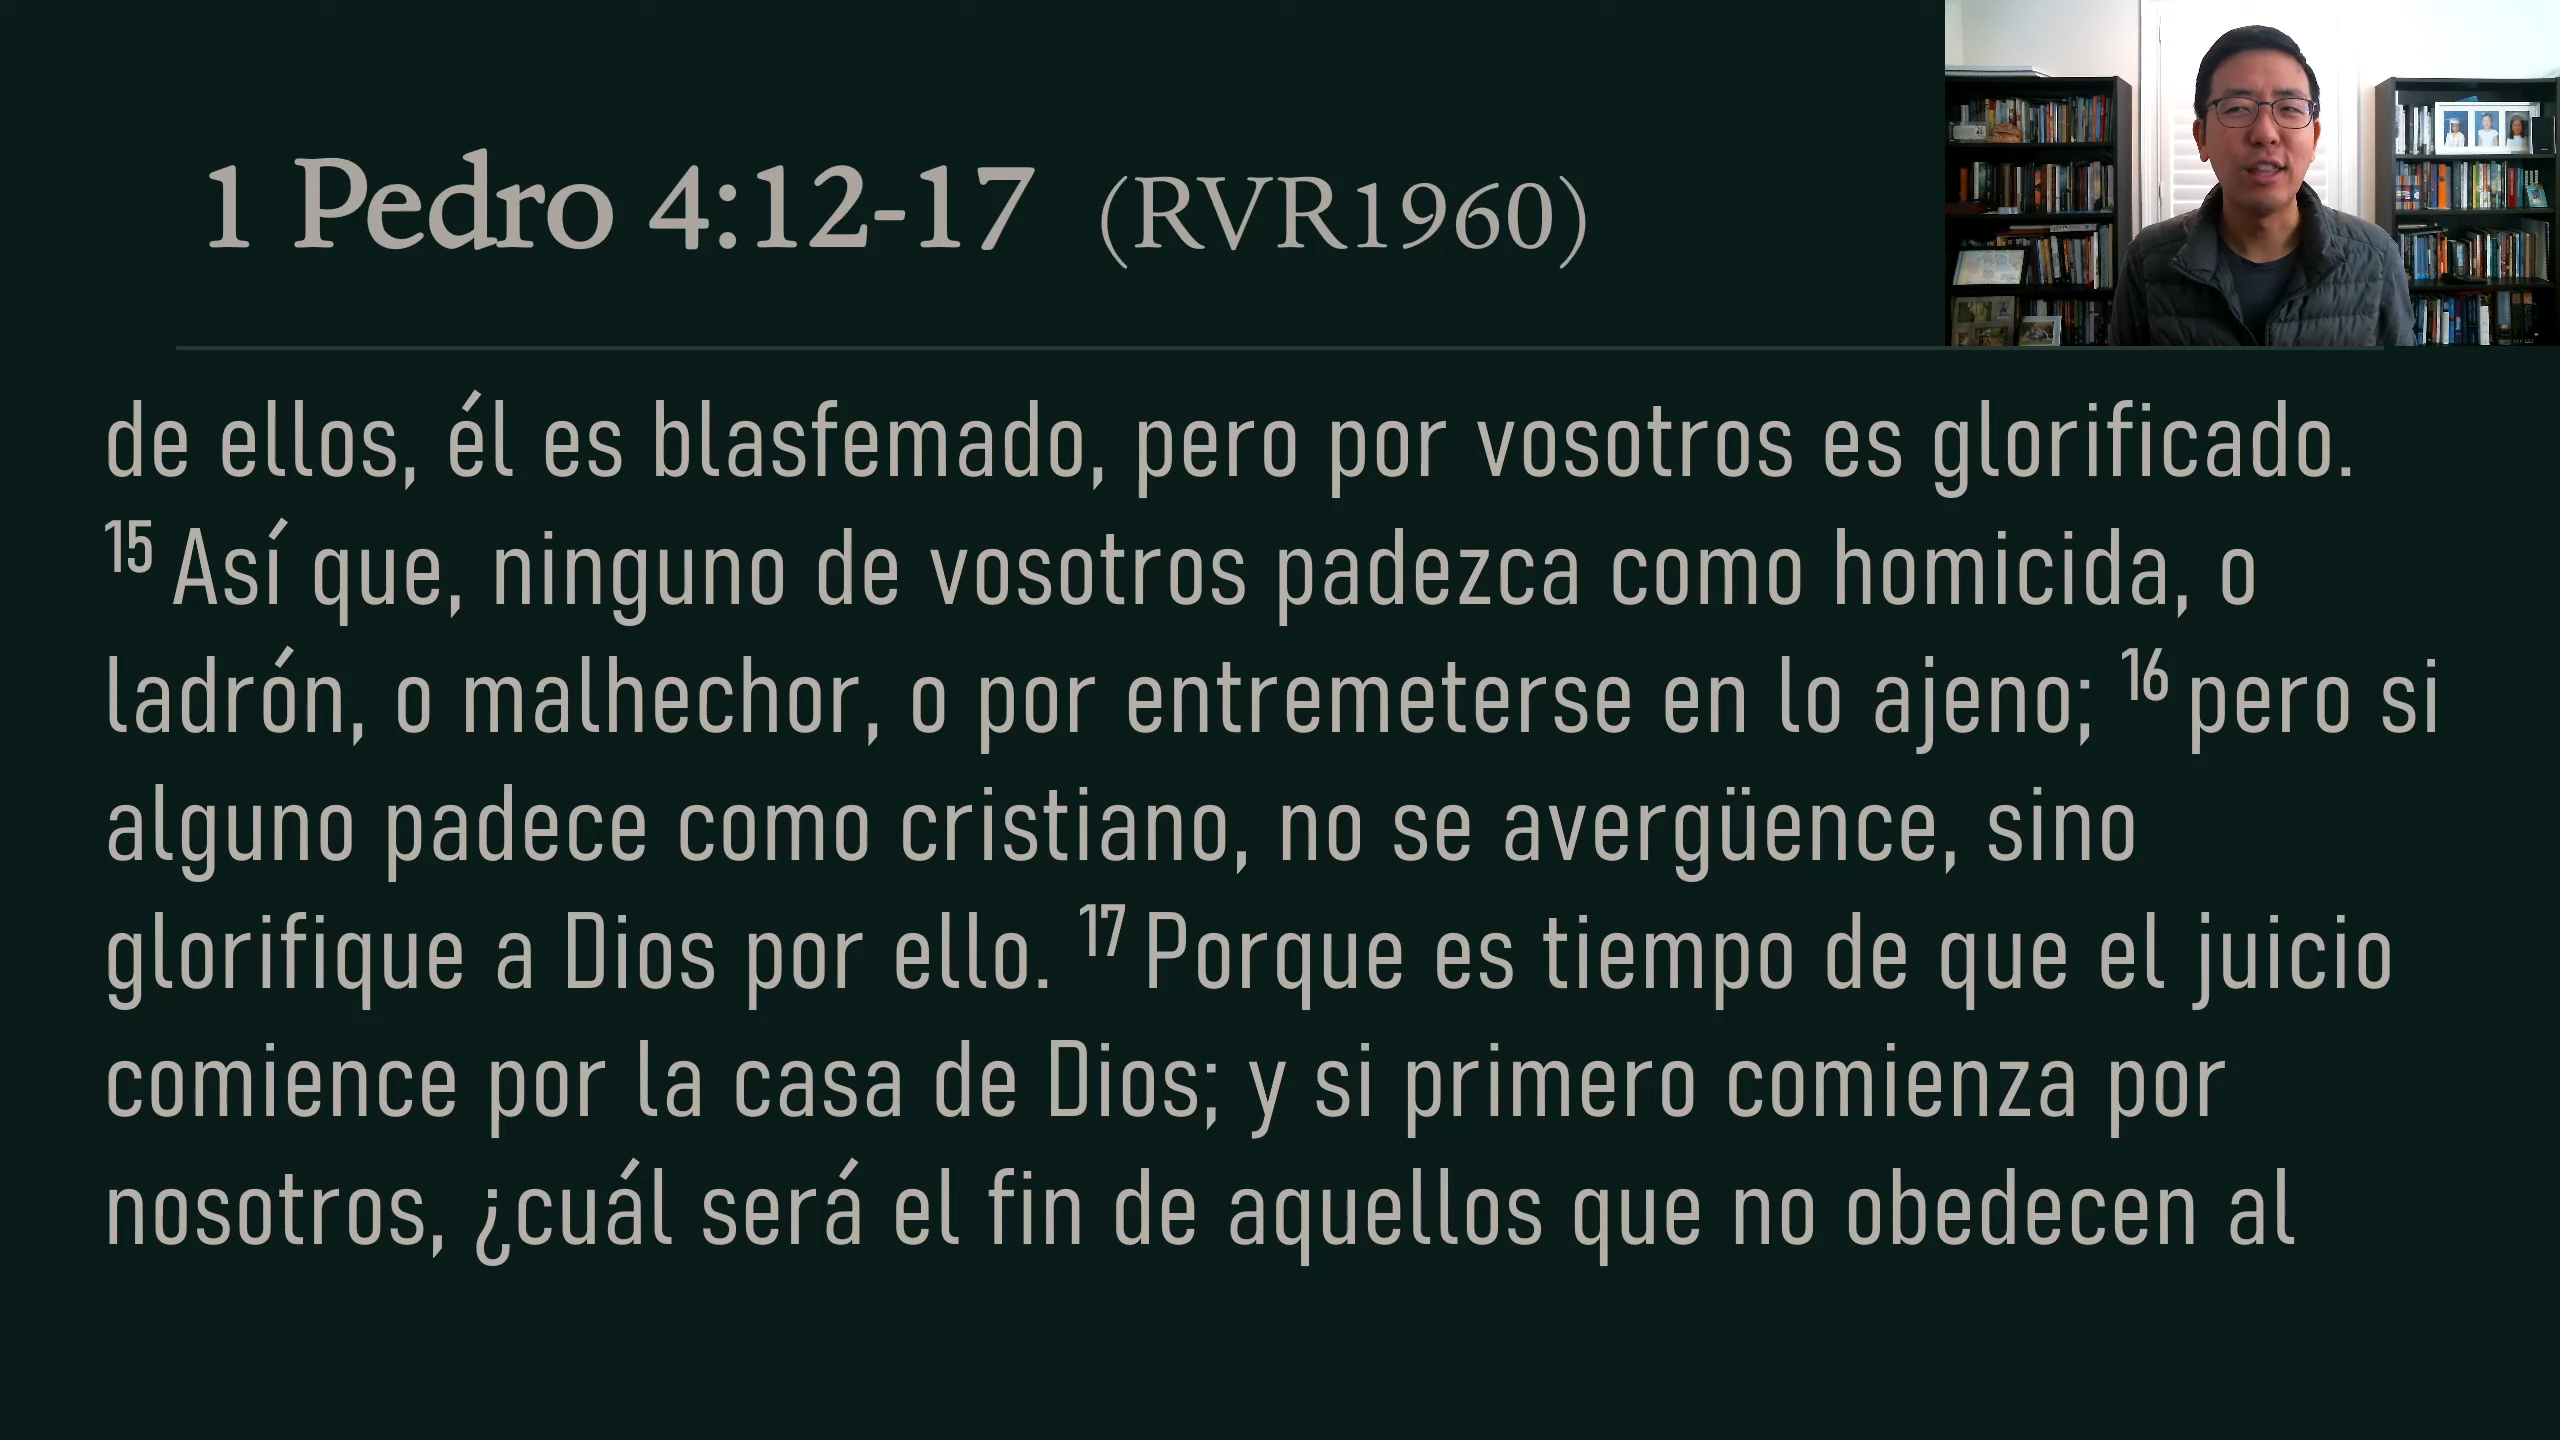 1 Pedro 4:12-17 (RVR1960)
de ellos, él es blasfemado, pero por vosotros es glorificado.
15 Así que, ninguno de vosotros padezca como homicida, o
ladrón, o malhechor, o por entremeterse en lo ajeno; 16 pero si
alguno padece como cristiano, no se avergüence, sino
glorifique a Dios por ello. 17 Porque es tiempo de que el juicio
comience por la casa de Dios; y si primero comienza por
nosotros, ¿cuál será el fin de aquellos que no obedecen al